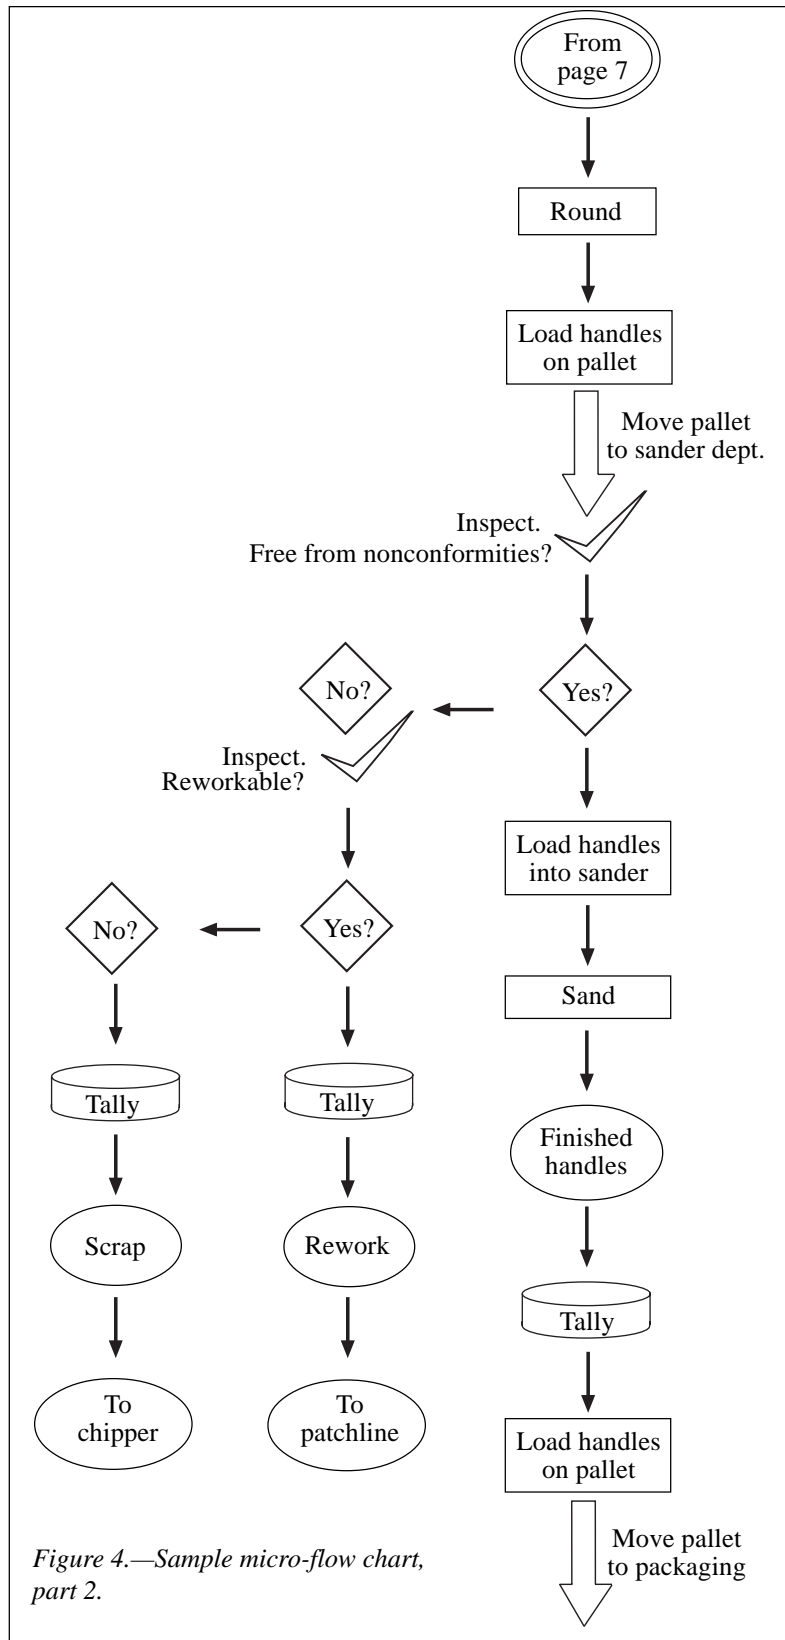 From
page 7
Round
Load handles
on pallet
Move pallet
to sander dept.
Inspect.
Free from nonconformities?
No?
Yes?
Inspect.
Reworkable?
Load handles
into sander
No?
Yes?
Sand
Tally
Tally
Finished
handles
Scrap
Rework
Tally
To
chipper
To
patchline
Load handles
on pallet
Move pallet
to packaging
Figure 4.—Sample micro-flow chart,
part 2.